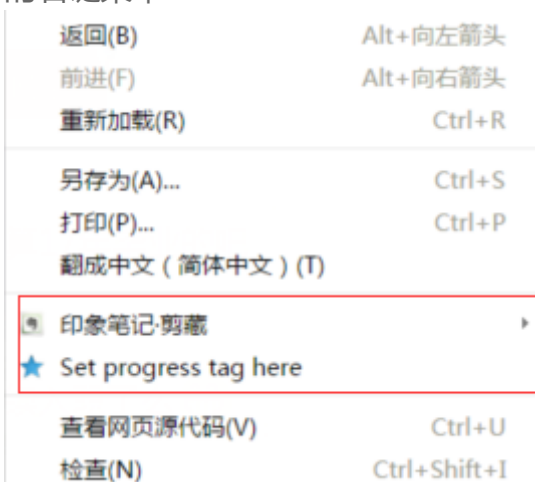 返回(B) Alt+向左箭头
前进(F) Alt+向右箭头
重新加载(R) Ctrl+R
另存为(A)... Ctrl+S
打印(P)... Ctrl+P
翻成中文（简体中文）(T)
印象笔记·剪藏
Set progress tag here
查看网页源代码(V) Ctrl+U
检查(N) Ctrl+Shift+I